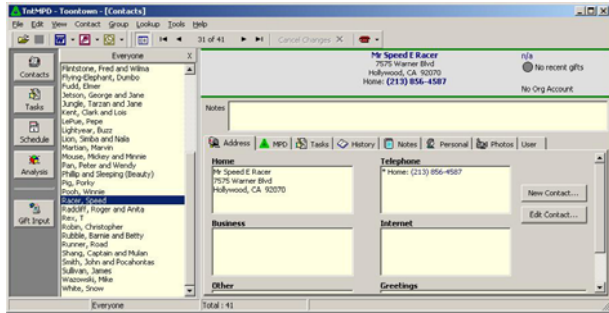 TntMPD - Toontown - [Contacts]
File Edit View Contact Group Lookup Tools Help
31 of 41 Cancel Changes
Everyone X
Contacts
Tasks
Schedule
Analysis
Gift Input
Flintstone, Fred and Wilma
Flying-Elephant, Dumbo
Fudd, Elmer
Jetson, George and Jane
Jungle, Tarzan and Jane
Kent, Clark and Lois
LePue, Pepe
Lightyear, Buzz
Lion, Simba and Nala
Martian, Marvin
Mouse, Mickey and Minnie
Pan, Peter and Wendy
Phillip and Sleeping (Beauty)
Pig, Porky
Pooh, Winnie
Racer, Speed
Radcliff, Roger and Anita
Rex, T
Robin, Christopher
Rubble, Barnie and Betty
Runner, Road
Shang, Captain and Mulan
Smith, John and Pocahontas
Sullivan, James
Wazowski, Mike
White, Snow
Mr Speed E Racer
7575 Warner Blvd
Hollywood, CA 92070
Home: (213) 856-4587
n/a
No recent gifts
No Org Account
Notes
Address MPD Tasks History Notes Personal Photos User
Home
Mr Speed E Racer
7575 Warner Blvd
Hollywood, CA 92070
Telephone
* Home: (213) 856-4587
New Contact...
Edit Contact...
Business
Internet
Other
Greetings
Everyone
Total : 41